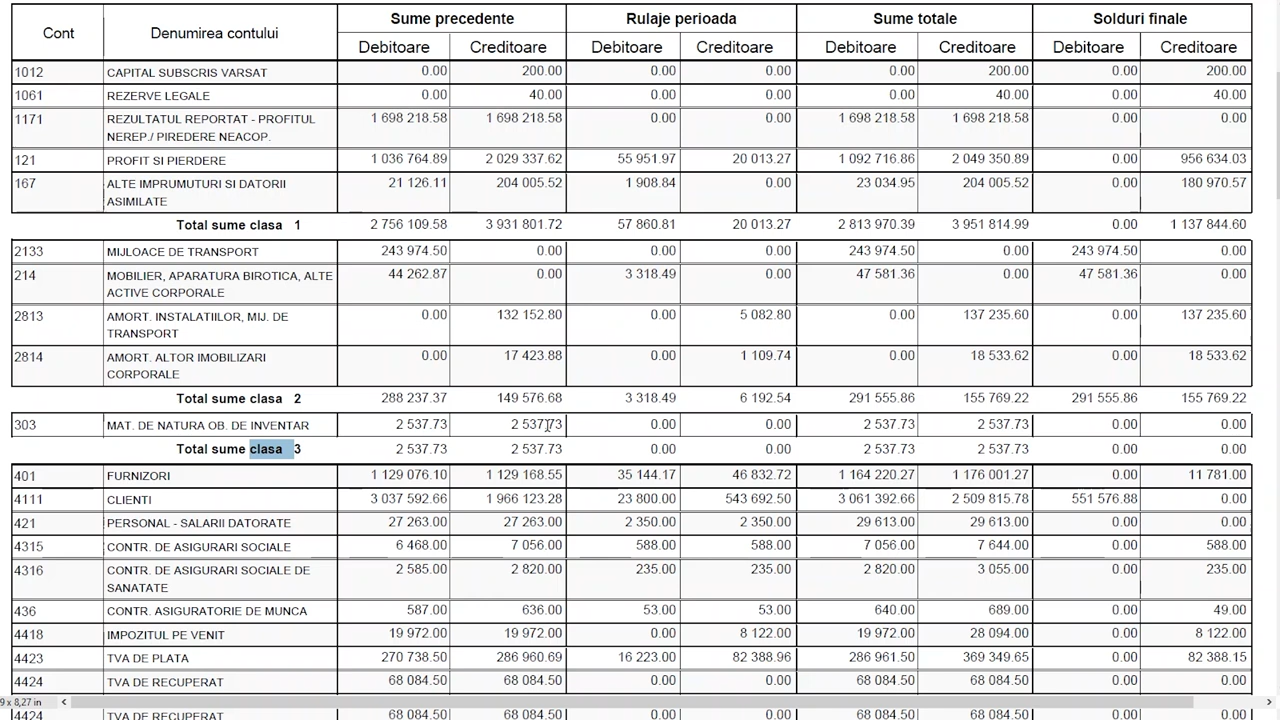 Cont Denumirea contului Sume precedente Rulaje perioada Sume totale Solduri finale
Debitoare Creditoare Debitoare Creditoare Debitoare Creditoare Debitoare Creditoare
1012 CAPITAL SUBSCRIS VARSAT 0.00 200.00 0.00 0.00 0.00 200.00 0.00 200.00
1061 REZERVE LEGALE 0.00 40.00 0.00 0.00 0.00 40.00 0.00 40.00
1171 REZULTATUL REPORTAT - PROFITUL 1 698 218.58 1 698 218.58 0.00 0.00 1 698 218.58 1 698 218.58 0.00 0.00
NEREP./ PIREDERE NEACOP.
121 PROFIT SI PIERDERE 1 036 764.89 2 029 337.62 55 951.97 20 013.27 1 092 716.86 2 049 350.89 0.00 956 634.03
167 ALTE IMPRUMUTURI SI DATORII 21 126.11 204 005.52 1 908.84 0.00 23 034.95 204 005.52 0.00 180 970.57
ASIMILATE
Total sume clasa 1 2 756 109.58 3 931 801.72 57 860.81 20 013.27 2 813 970.39 3 951 814.99 0.00 1 137 844.60
2133 MIJLOACE DE TRANSPORT 243 974.50 0.00 0.00 0.00 243 974.50 0.00 243 974.50 0.00
214 MOBILIER, APARATURA BIROTICA, ALTE 44 262.87 0.00 3 318.49 0.00 47 581.36 0.00 47 581.36 0.00
ACTIVE CORPORALE
2813 AMORT. INSTALATIILOR, MIJ. DE 0.00 132 152.80 0.00 5 082.80 0.00 137 235.60 0.00 137 235.60
TRANSPORT
2814 AMORT. ALTOR IMOBILIZARI 0.00 17 423.88 0.00 1 109.74 0.00 18 533.62 0.00 18 533.62
CORPORALE
Total sume clasa 2 288 237.37 149 576.68 3 318.49 6 192.54 291 555.86 155 769.22 291 555.86 155 769.22
303 MAT. DE NATURA OB. DE INVENTAR 2 537.73 2 537.73 0.00 0.00 2 537.73 2 537.73 0.00 0.00
Total sume clasa 3 2 537.73 2 537.73 0.00 0.00 2 537.73 2 537.73 0.00 0.00
401 FURNIZORI 1 129 076.10 1 129 168.55 35 144.17 46 832.72 1 164 220.27 1 176 001.27 0.00 11 781.00
4111 CLIENTI 3 037 592.66 1 966 123.28 23 800.00 543 692.50 3 061 392.66 2 509 815.78 551 576.88 0.00
421 PERSONAL - SALARII DATORATE 27 263.00 27 263.00 2 350.00 2 350.00 29 613.00 29 613.00 0.00 0.00
4315 CONTR. DE ASIGURARI SOCIALE 6 468.00 7 056.00 588.00 588.00 7 056.00 7 644.00 0.00 588.00
4316 CONTR. DE ASIGURARI SOCIALE DE 2 585.00 2 820.00 235.00 235.00 2 820.00 3 055.00 0.00 235.00
SANATATE
436 CONTR. ASIGURATORIE DE MUNCA 587.00 636.00 53.00 53.00 640.00 689.00 0.00 49.00
4418 IMPOZITUL PE VENIT 19 972.00 19 972.00 0.00 8 122.00 19 972.00 28 094.00 0.00 8 122.00
4423 TVA DE PLATA 270 738.50 286 960.69 16 223.00 82 388.96 286 961.50 369 349.65 0.00 82 388.15
4424 TVA DE RECUPERAT 68 084.50 68 084.50 0.00 0.00 68 084.50 68 084.50 0.00 0.00
9 x 8,27 in
4424 TVA DE RECUPERAT 68 084.50 68 084.50 0.00 0.00 68 084.50 68 084.50 0.00 0.00